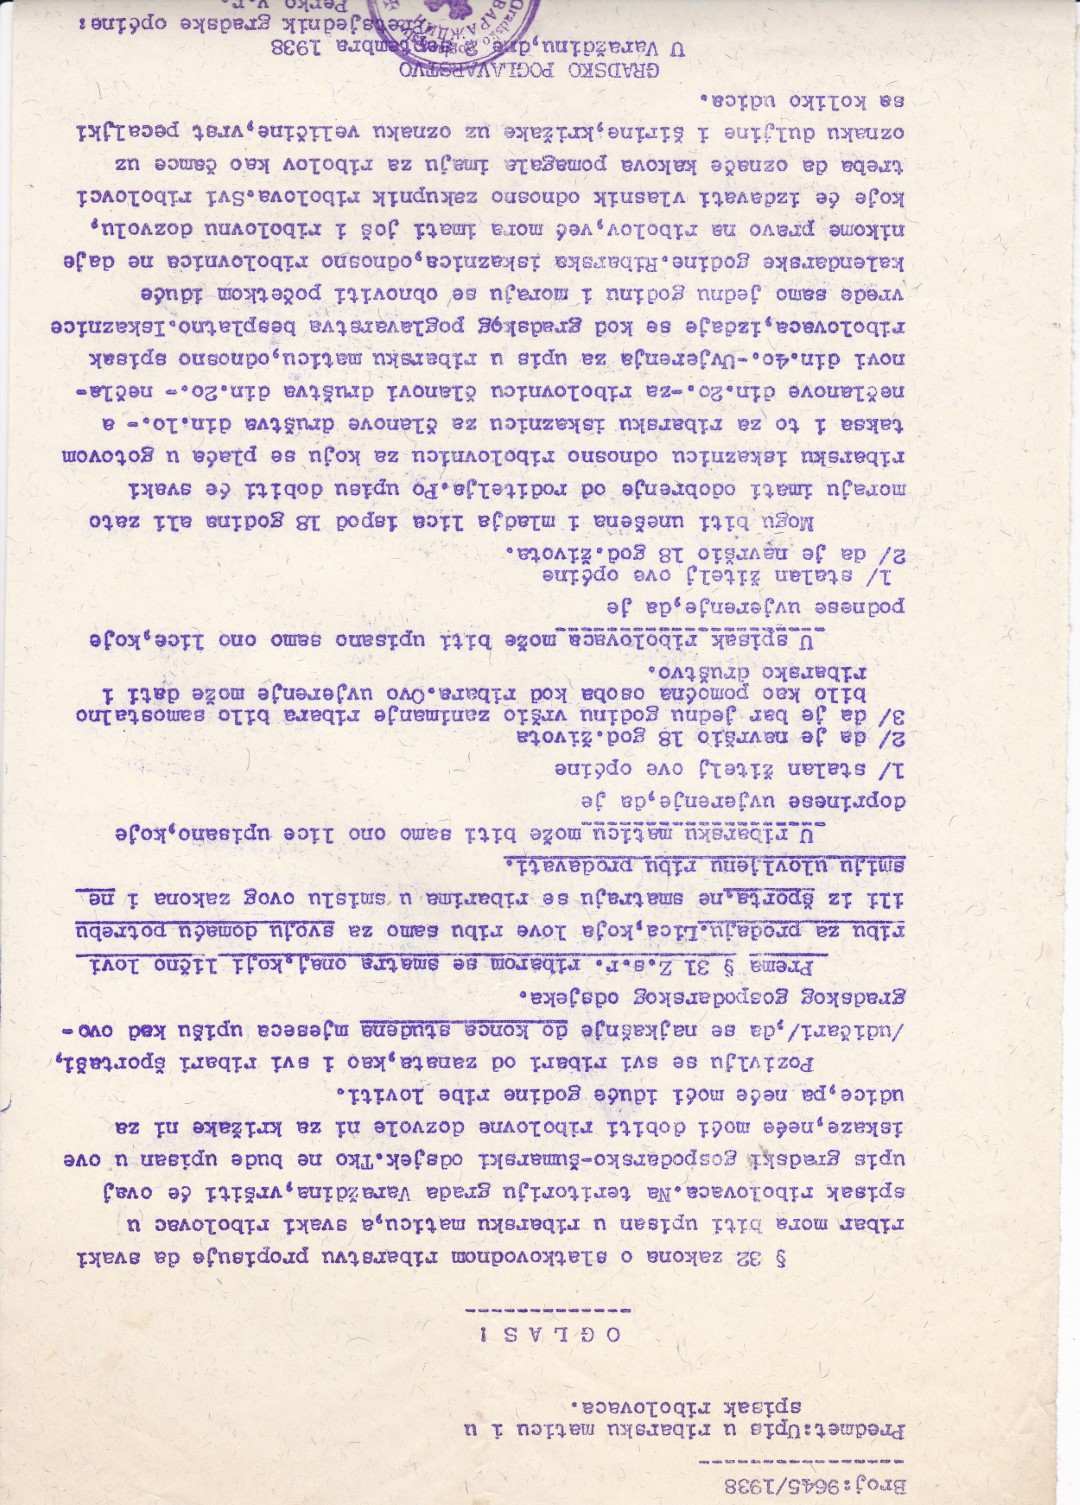 Broj:9645/1938
Predmet:Upis u ribarsku maticu i u
spisak ribolovaca.
O G L A S !
§ 32 zakona o slatkovodnom ribarstvu propisuje da svaki
ribar mora biti upisan u ribarsku maticu,a svaki ribolovac u
spisak ribolovaca.Na teritoriju grada Varaždina,vršiti će ovaj
upis gradski gospodarsko-šumarski odsjek.Tko ne bude upisan u ove
iskaze,neće moći dobiti ribolovne dozvole ni za križake ni za
udice,pa neće moći iduće godine ribe loviti.
Pozivlju se svi ribari od zanata,kao i svi ribari športaši,
/udičari/,da se najkašnje do konca studena mjeseca upišu kod ovo-
gradskog gospodarskog odsjeka.
Prema § 31 Z.s.r. ribarom se smatra onaj,koji lično lovi
ribu za prodaju.Lica,koja love ribu samo za svoju domaću potrebu
ili iz športa,ne smatraju se ribarima u smislu ovog zakona i ne
smiju ulovljenu ribu prodavati.
U ribarsku maticu može biti samo ono lice upisano,koje
doprinese uvjerenje,da je
1/ stalan žitelj ove općine
2/ da je navršio 18 god.života
3/ da je bar jednu godinu vršio zanimanje ribara bilo samostalno
bilo kao pomoćna osoba kod ribara.Ovo uvjerenje može dati i
ribarsko društvo.
U spisak ribolovaca može biti upisano samo ono lice,koje
podnese uvjerenje,da je
1/ stalan žitelj ove općine
2/ da je navršio 18 god.života.
Mogu biti unešena i mladja lica ispod 18 godina ali zato
moraju imati odobrenje od roditelja.Po upisu dobiti će svaki
ribarsku iskaznicu odnosno ribolovnicu za koju se plaća u gotovom
taksa i to za ribarsku iskaznicu za članove društva din.1o.- a
nečlanove din.2o.-za ribolovnicu članovi društva din.2o.- nečla-
novi din.4o.-Uvjerenja za upis u ribarsku maticu,odnosno spisak
ribolovaca,izdaje se kod gradskog poglavarstva besplatno.Iskaznice
vrede samo jednu godinu i moraju se obnoviti početkom iduće
kalendarske godine.Ribarska iskaznica,odnosno ribolovnica ne daje
nikome pravo na ribolov,već mora imati još i ribolovnu dozvolu,
koje će izdavati vlasnik odnosno zakupnik ribolova.Svi ribolovci
treba da označe kakova pomagala imaju za ribolov kao čamce uz
oznaku duljine i širine,križake uz oznaku veličine,vrst pecaljki
sa koliko udica.
GRADSKO POGLAVARSTVO
U Varaždinu,dne septembra 1938
Pretsjednik gradske općine:
Perko v.r.
Gradsko
ВАРАЖДИН